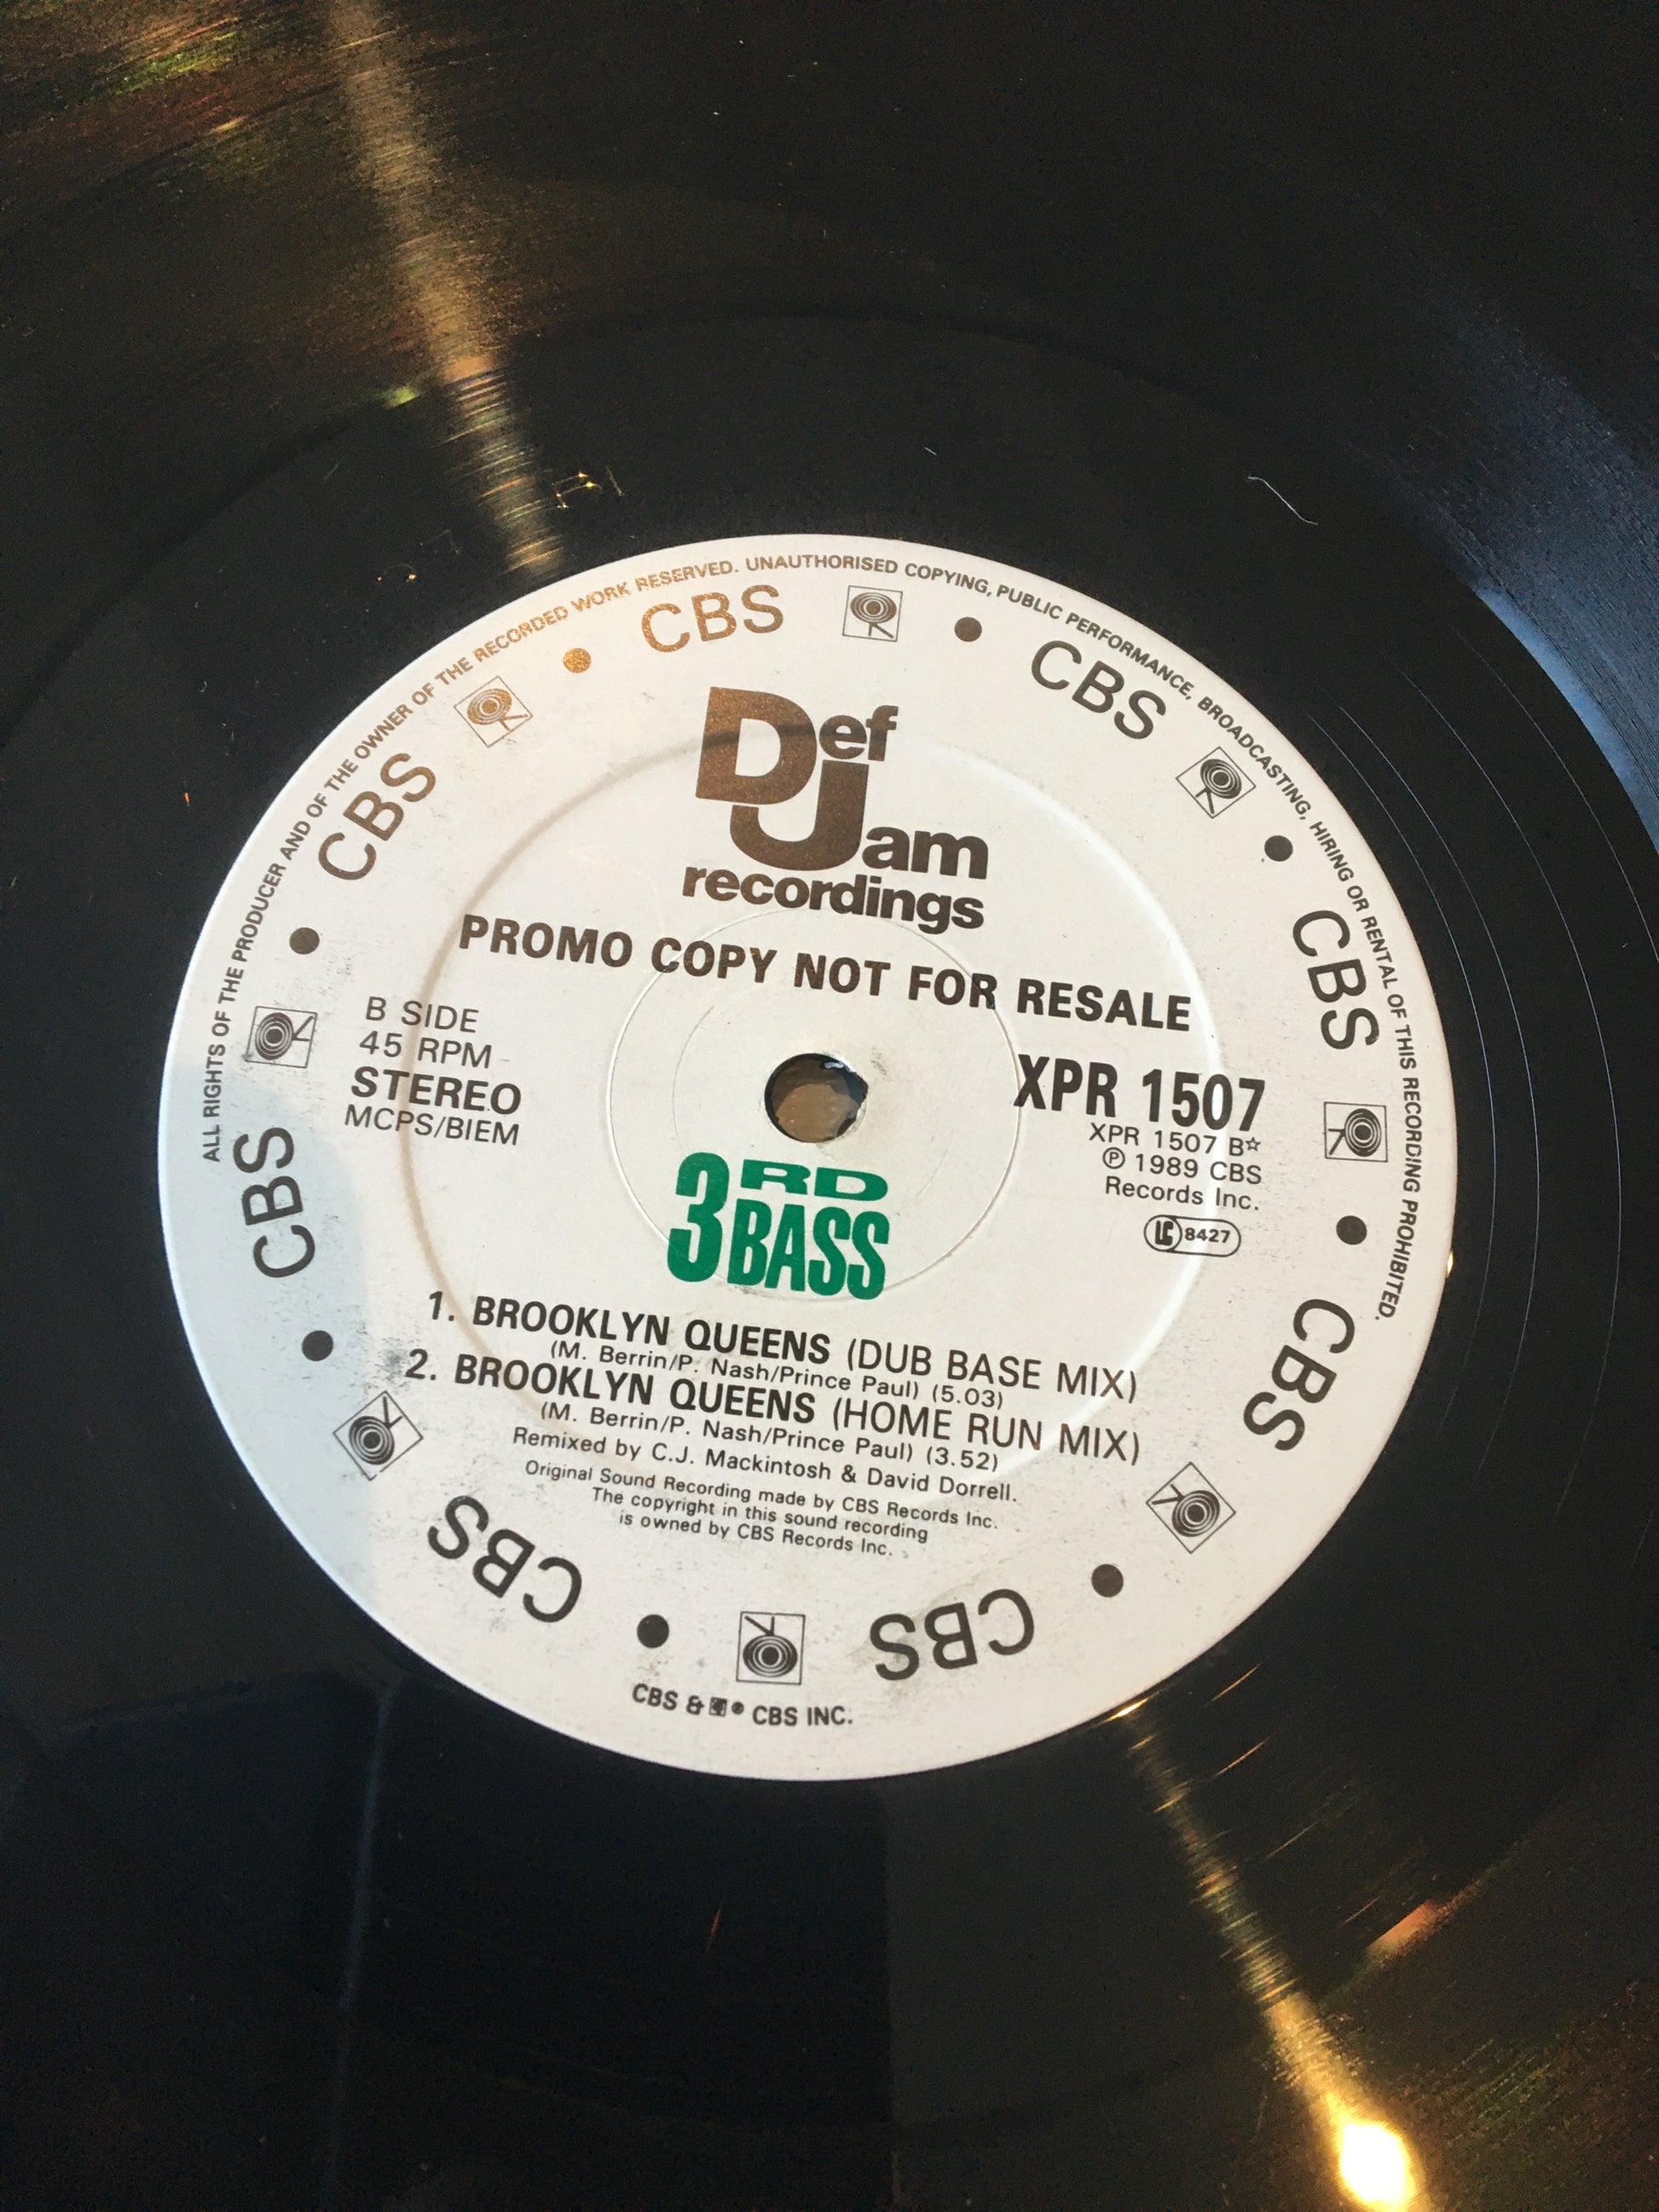 ALL RIGHTS OF THE PRODUCER AND OF THE OWNER OF THE RECORDED WORK RESERVED. UNAUTHORISED COPYING, PUBLIC PERFORMANCE, BROADCASTING, HIRING OR RENTAL OF THIS RECORDING PROHIBITED.
CBS
CBS
CBS
CBS
CBS
CBS
CBS
CBS
Def
Jam
recordings
PROMO COPY NOT FOR RESALE
B SIDE
45 RPM
STEREO
MCPS/BIEM
XPR 1507
XPR 1507 B☆
℗ 1989 CBS
Records Inc.
LC 8427
3RD
BASS
1. BROOKLYN QUEENS (DUB BASE MIX)
(M. Berrin/P. Nash/Prince Paul) (5.03)
2. BROOKLYN QUEENS (HOME RUN MIX)
(M. Berrin/P. Nash/Prince Paul) (3.52)
Remixed by C.J. Mackintosh & David Dorrell.
Original Sound Recording made by CBS Records Inc.
The copyright in this sound recording
is owned by CBS Records Inc.
CBS & ® CBS INC.